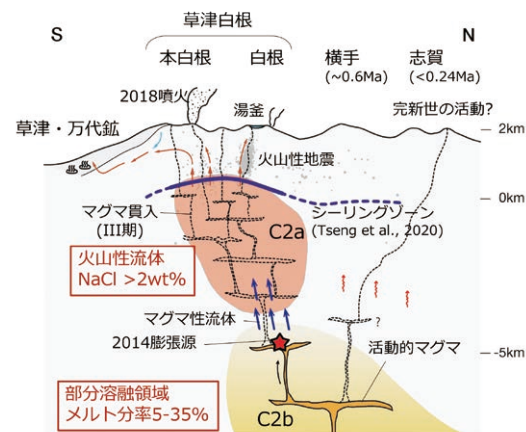 S
N
草津白根
本白根
白根
横手
(~0.6Ma)
志賀
(<0.24Ma)
2018噴火
湯釜
完新世の活動?
草津・万代鉱
火山性地震
2km
0km
-5km
マグマ貫入
(III期)
C2a
シーリングゾーン
(Tseng et al., 2020)
火山性流体
NaCl >2wt%
マグマ性流体
2014膨張源
?
活動的マグマ
部分溶融領域
メルト分率5-35%
C2b